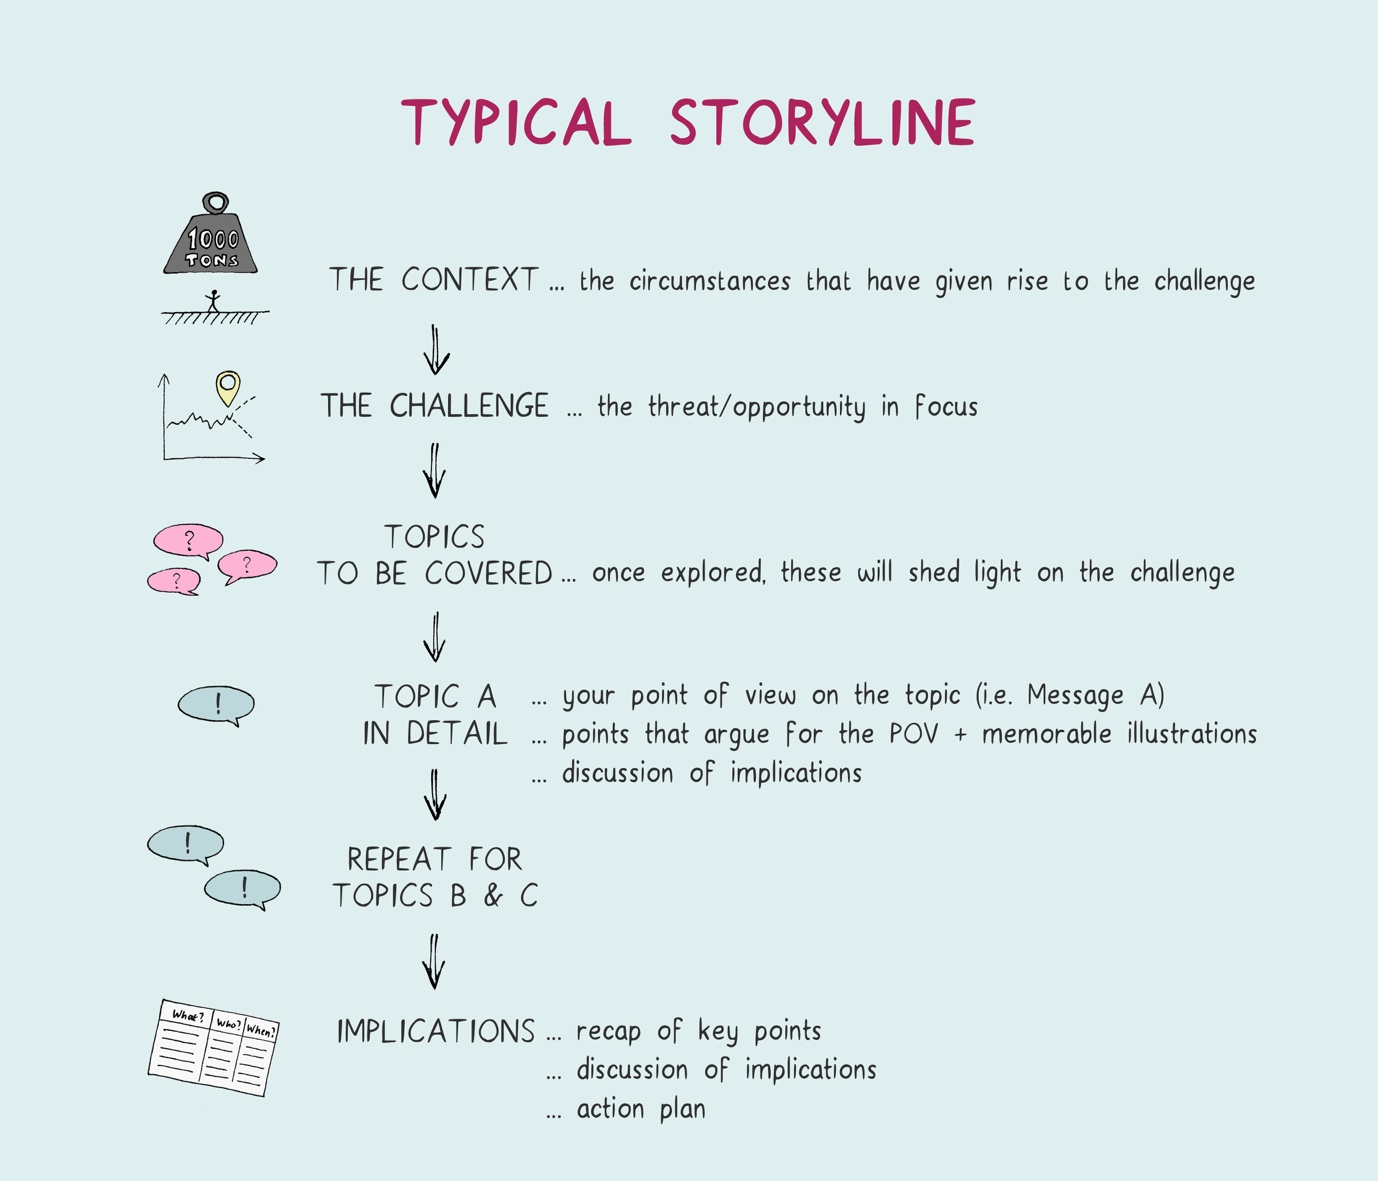 TYPICAL STORYLINE
1000
TONS
THE CONTEXT ... the circumstances that have given rise to the challenge
THE CHALLENGE ... the threat/opportunity in focus
?
?
?
TOPICS
TO BE COVERED ... once explored, these will shed light on the challenge
!
TOPIC A ... your point of view on the topic (i.e. Message A)
IN DETAIL ... points that argue for the POV + memorable illustrations
... discussion of implications
!
!
REPEAT FOR
TOPICS B & C
What? Who? When?
IMPLICATIONS ... recap of key points
... discussion of implications
... action plan